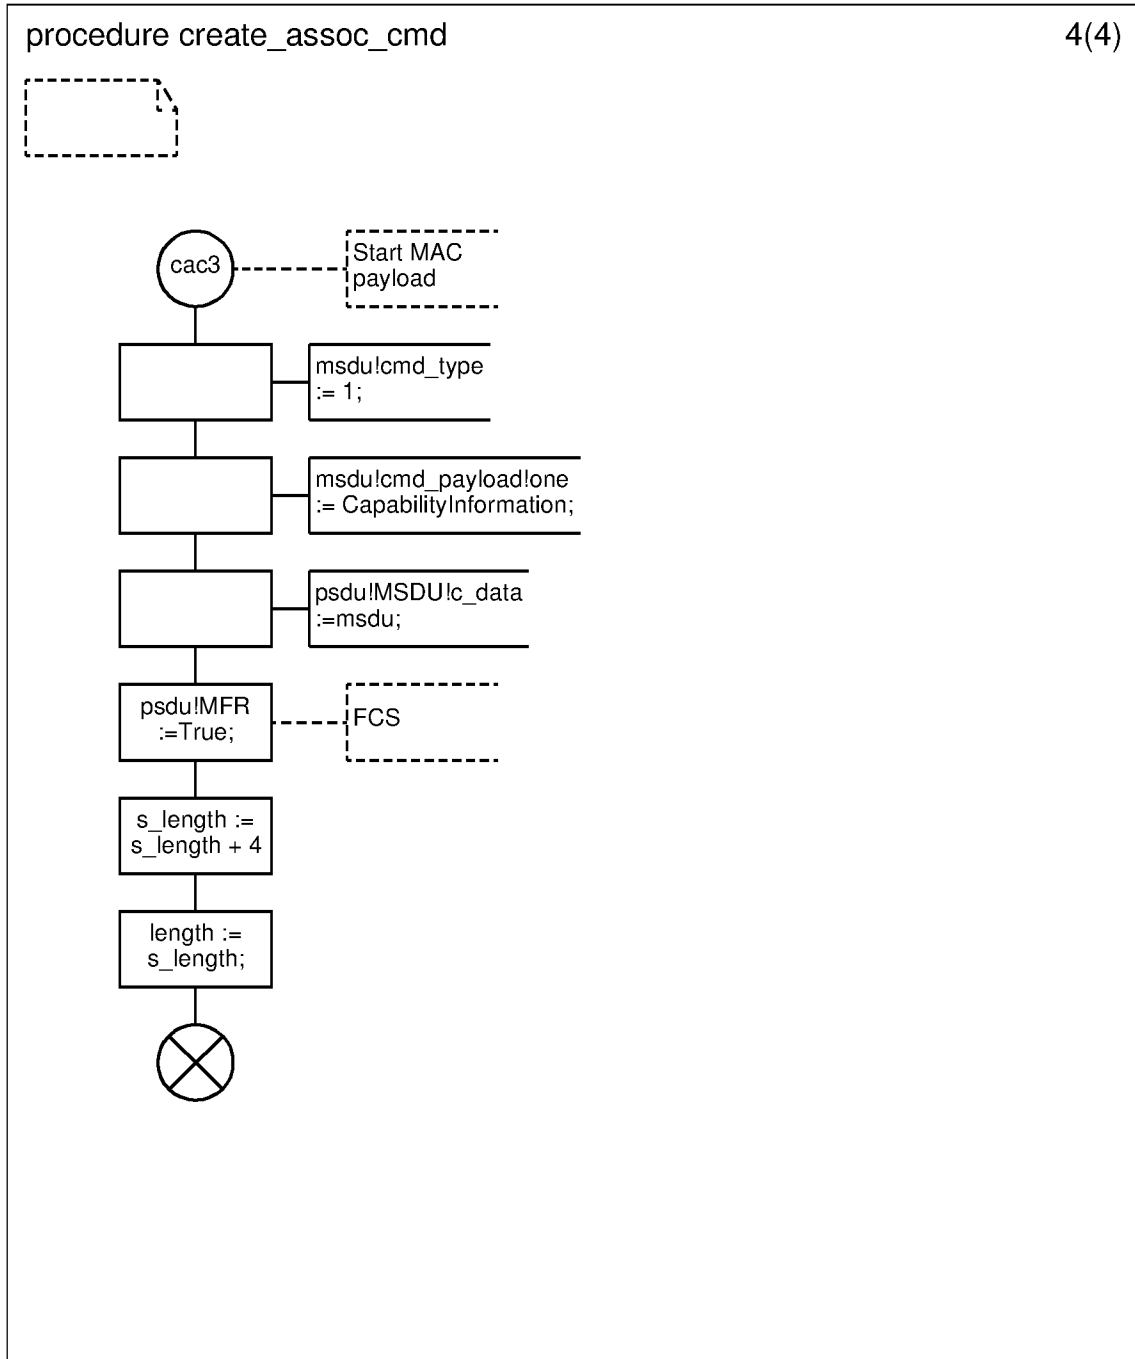 procedure create_assoc_cmd
4(4)
cac3
Start MAC
payload
msdu!cmd_type
:= 1;
msdu!cmd_payload!one
:= CapabilityInformation;
psdu!MSDU!c_data
:=msdu;
psdu!MFR
:=True;
FCS
s_length :=
s_length + 4
length :=
s_length;